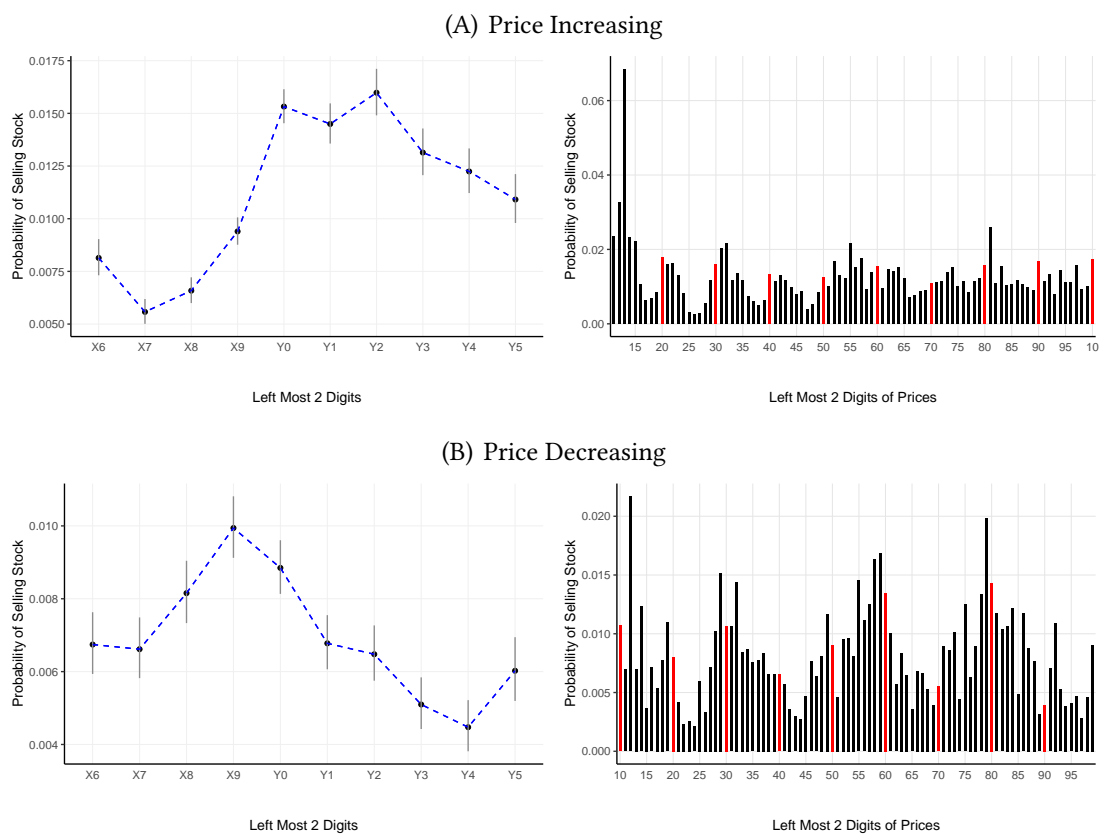 (A) Price Increasing
Probability of Selling Stock
0.0175
0.0150
0.0125
0.0100
0.0075
0.0050
X6 X7 X8 X9 Y0 Y1 Y2 Y3 Y4 Y5
Left Most 2 Digits
Probability of Selling Stock
0.06
0.04
0.02
0.00
15 20 25 30 35 40 45 50 55 60 65 70 75 80 85 90 95 10
Left Most 2 Digits of Prices
(B) Price Decreasing
Probability of Selling Stock
0.010
0.008
0.006
0.004
X6 X7 X8 X9 Y0 Y1 Y2 Y3 Y4 Y5
Left Most 2 Digits
Probability of Selling Stock
0.020
0.015
0.010
0.005
0.000
10 15 20 25 30 35 40 45 50 55 60 65 70 75 80 85 90 95
Left Most 2 Digits of Prices